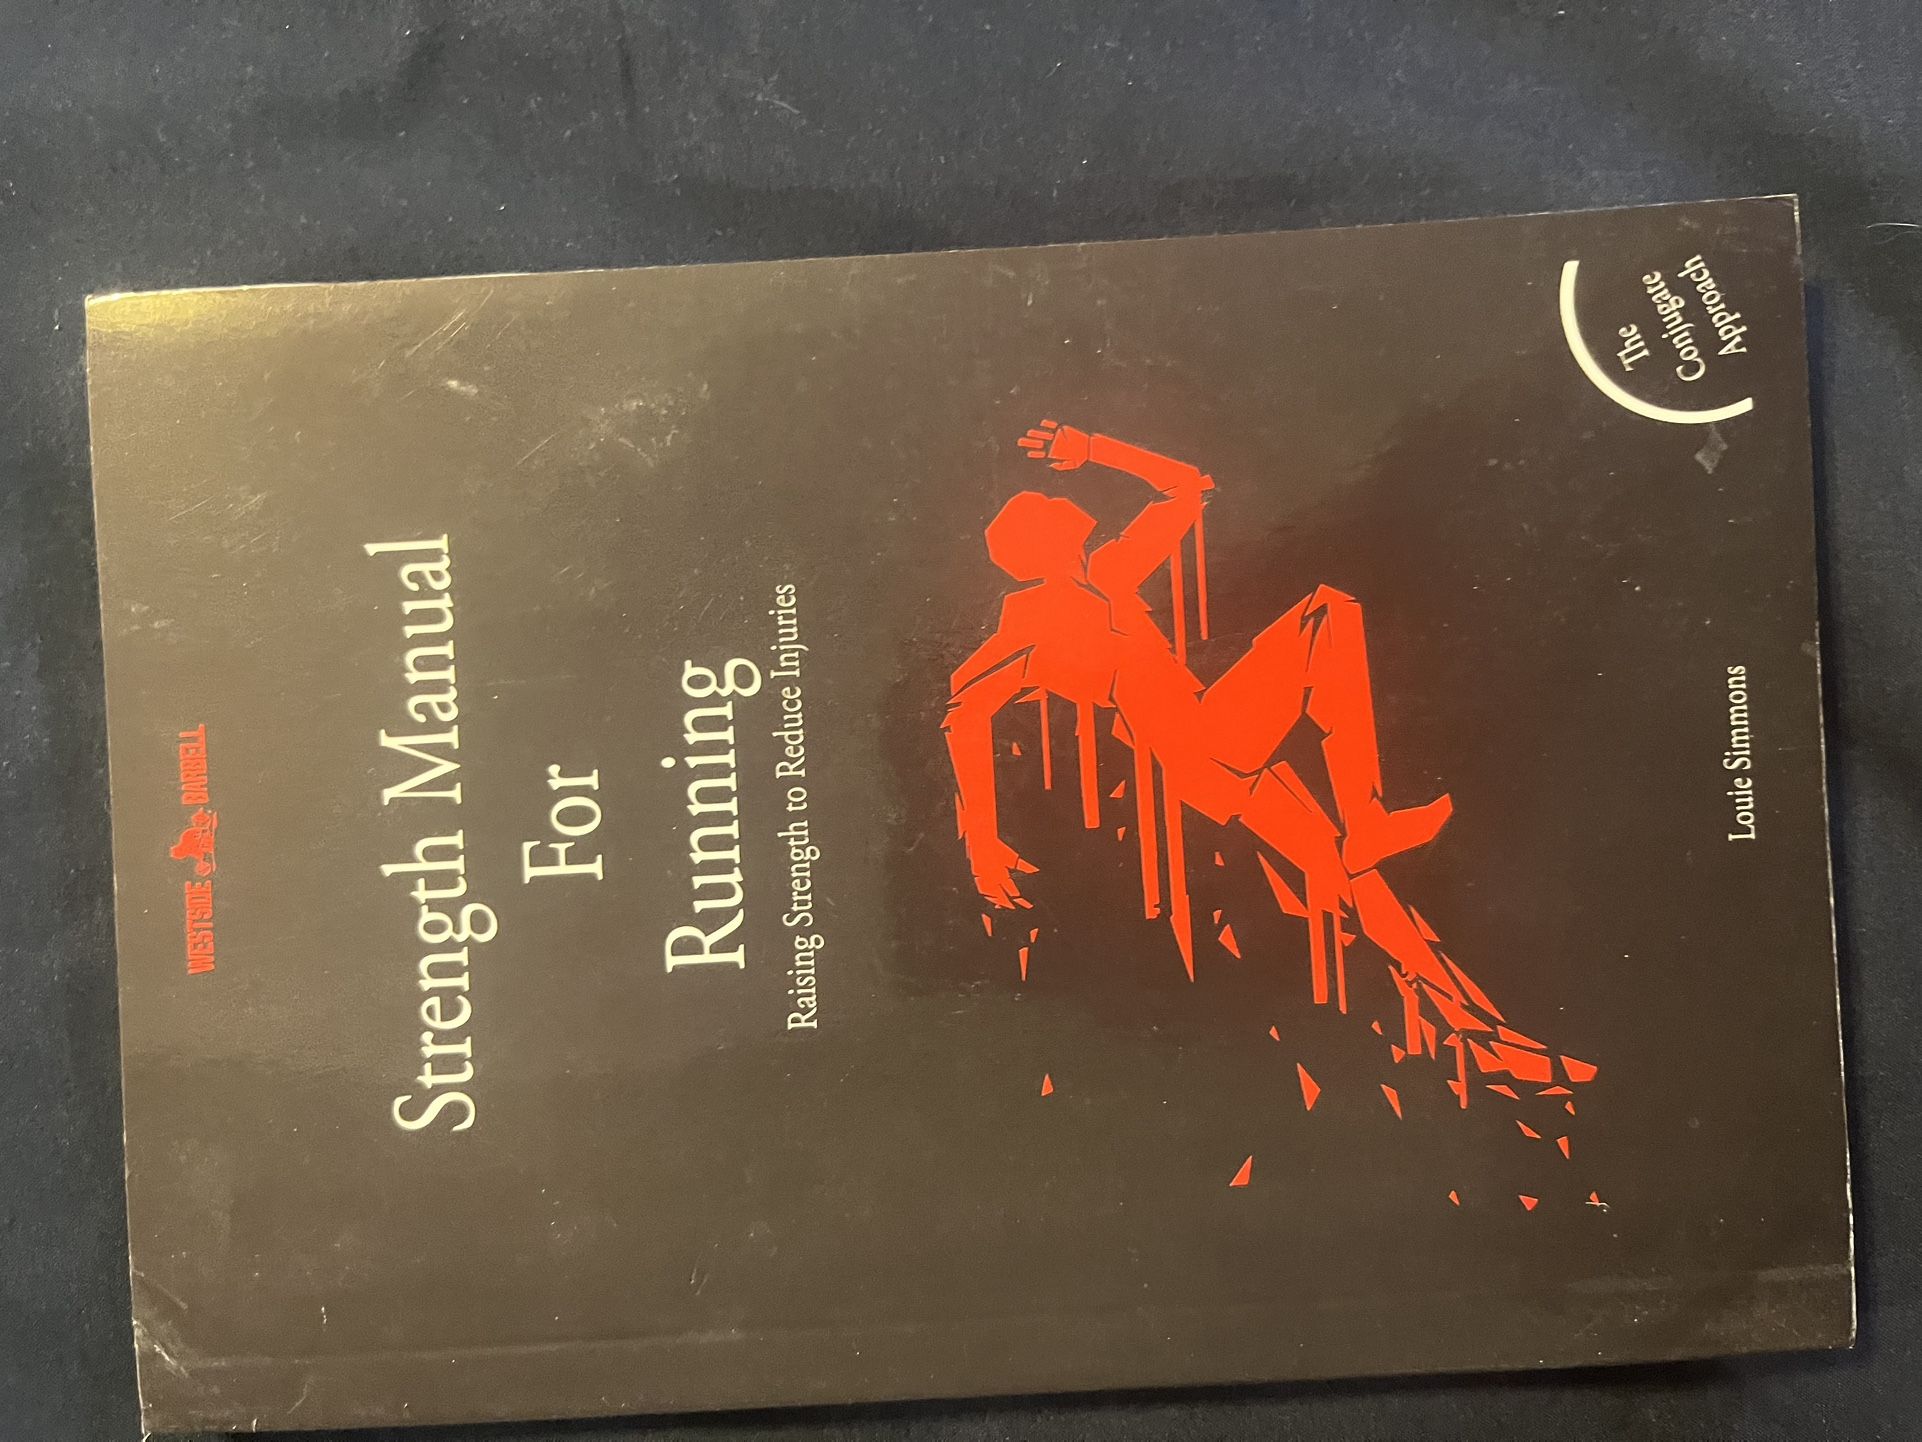 WESTSIDE BARBELL
Strength Manual
For
Running
Raising Strength to Reduce Injuries
The
Conjugate
Approach
Louie Simmons